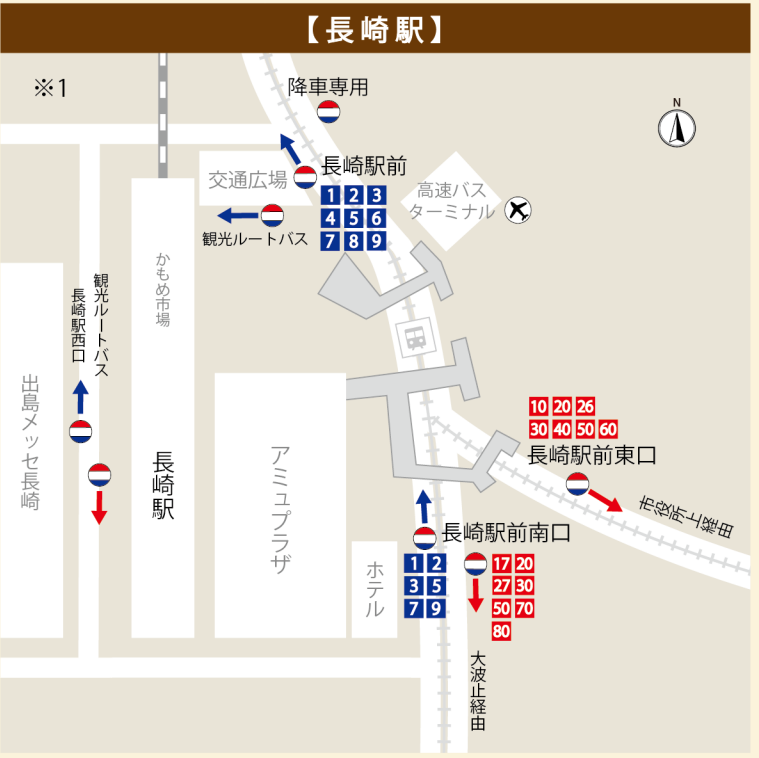 【長崎駅】
※1
降車専用
N
長崎駅前
交通広場
1 2 3
4 5 6
7 8 9
高速バス
ターミナル
観光ルートバス
かもめ市場
観光ルートバス
長崎駅西口
出島メッセ長崎
長崎駅
アミュプラザ
ホテル
10 20 26
30 40 50 60
長崎駅前東口
市役所上経由
長崎駅前南口
1 2
3 5
7 9
17 20
27 30
50 70
80
大波止経由